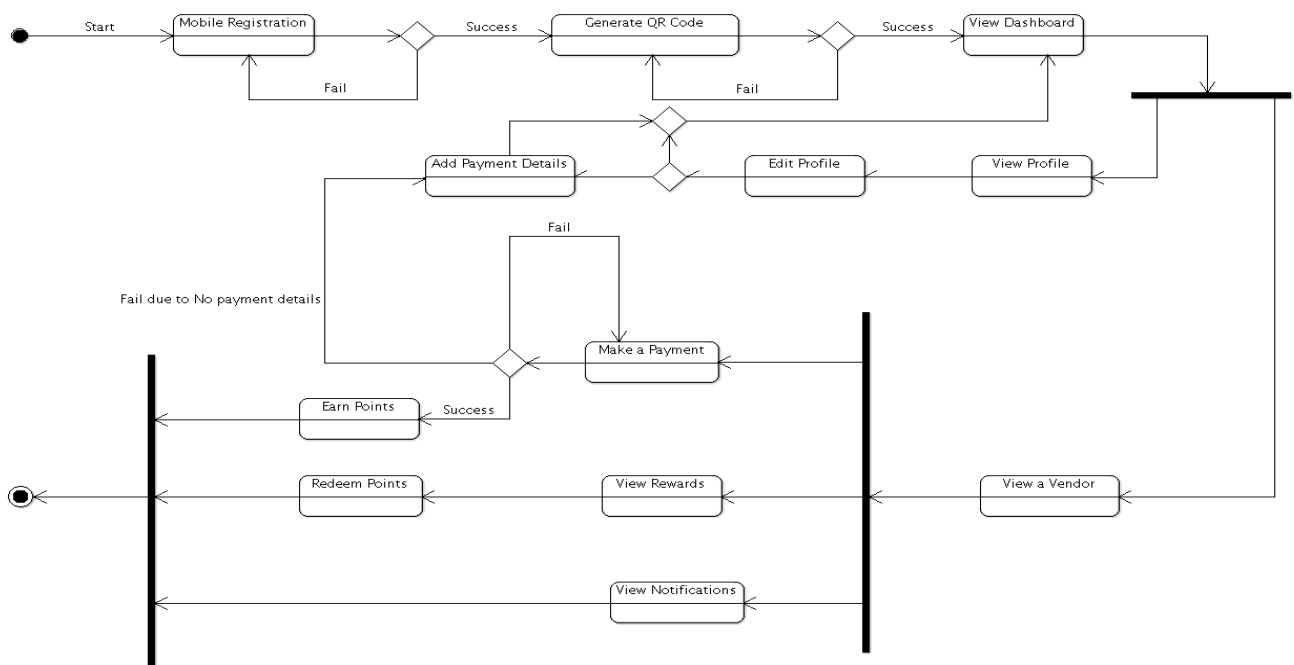 Start
Mobile Registration
Success
Generate QR Code
Success
View Dashboard
Fail
Fail
Add Payment Details
Edit Profile
View Profile
Fail
Fail due to No payment details
Make a Payment
Earn Points
Success
Redeem Points
View Rewards
View a Vendor
View Notifications